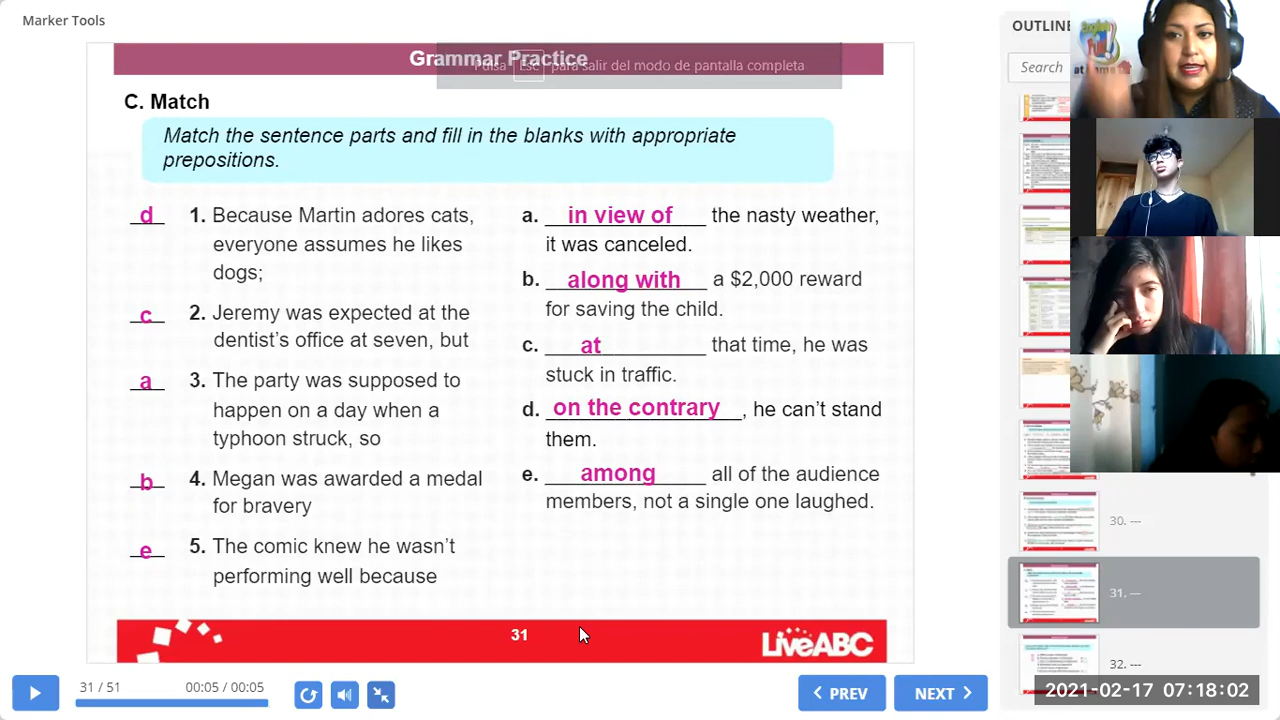 Marker Tools
Grammar Practice
Pulsa Esc para salir del modo de pantalla completa
C. Match
Match the sentence parts and fill in the blanks with appropriate
prepositions.
d 1. Because Mattin adores cats,
everyone assumes he likes
dogs;
c 2. Jeremy was expected at the
dentist's office at seven, but
a 3. The party was supposed to
happen on a day when a
typhoon struck, so
b 4. Megan was awarded a medal
for bravery
e The comic knew he wasn't
performing well because
a. in view of the nasty weather,
it was canceled.
b. along with a $2,000 reward
for saving the child.
c. at that time, he was
stuck in traffic.
d. on the contrary, he can't stand
them.
e. among all of the audience
members, not a single one laughed.
31
LiveABC
31 / 51
00:05 / 00:05
PREV
NEXT
OUTLINE
Search
30. ---
31. ---
32. ---
english
Full
at home
2021-02-17 07:18:02